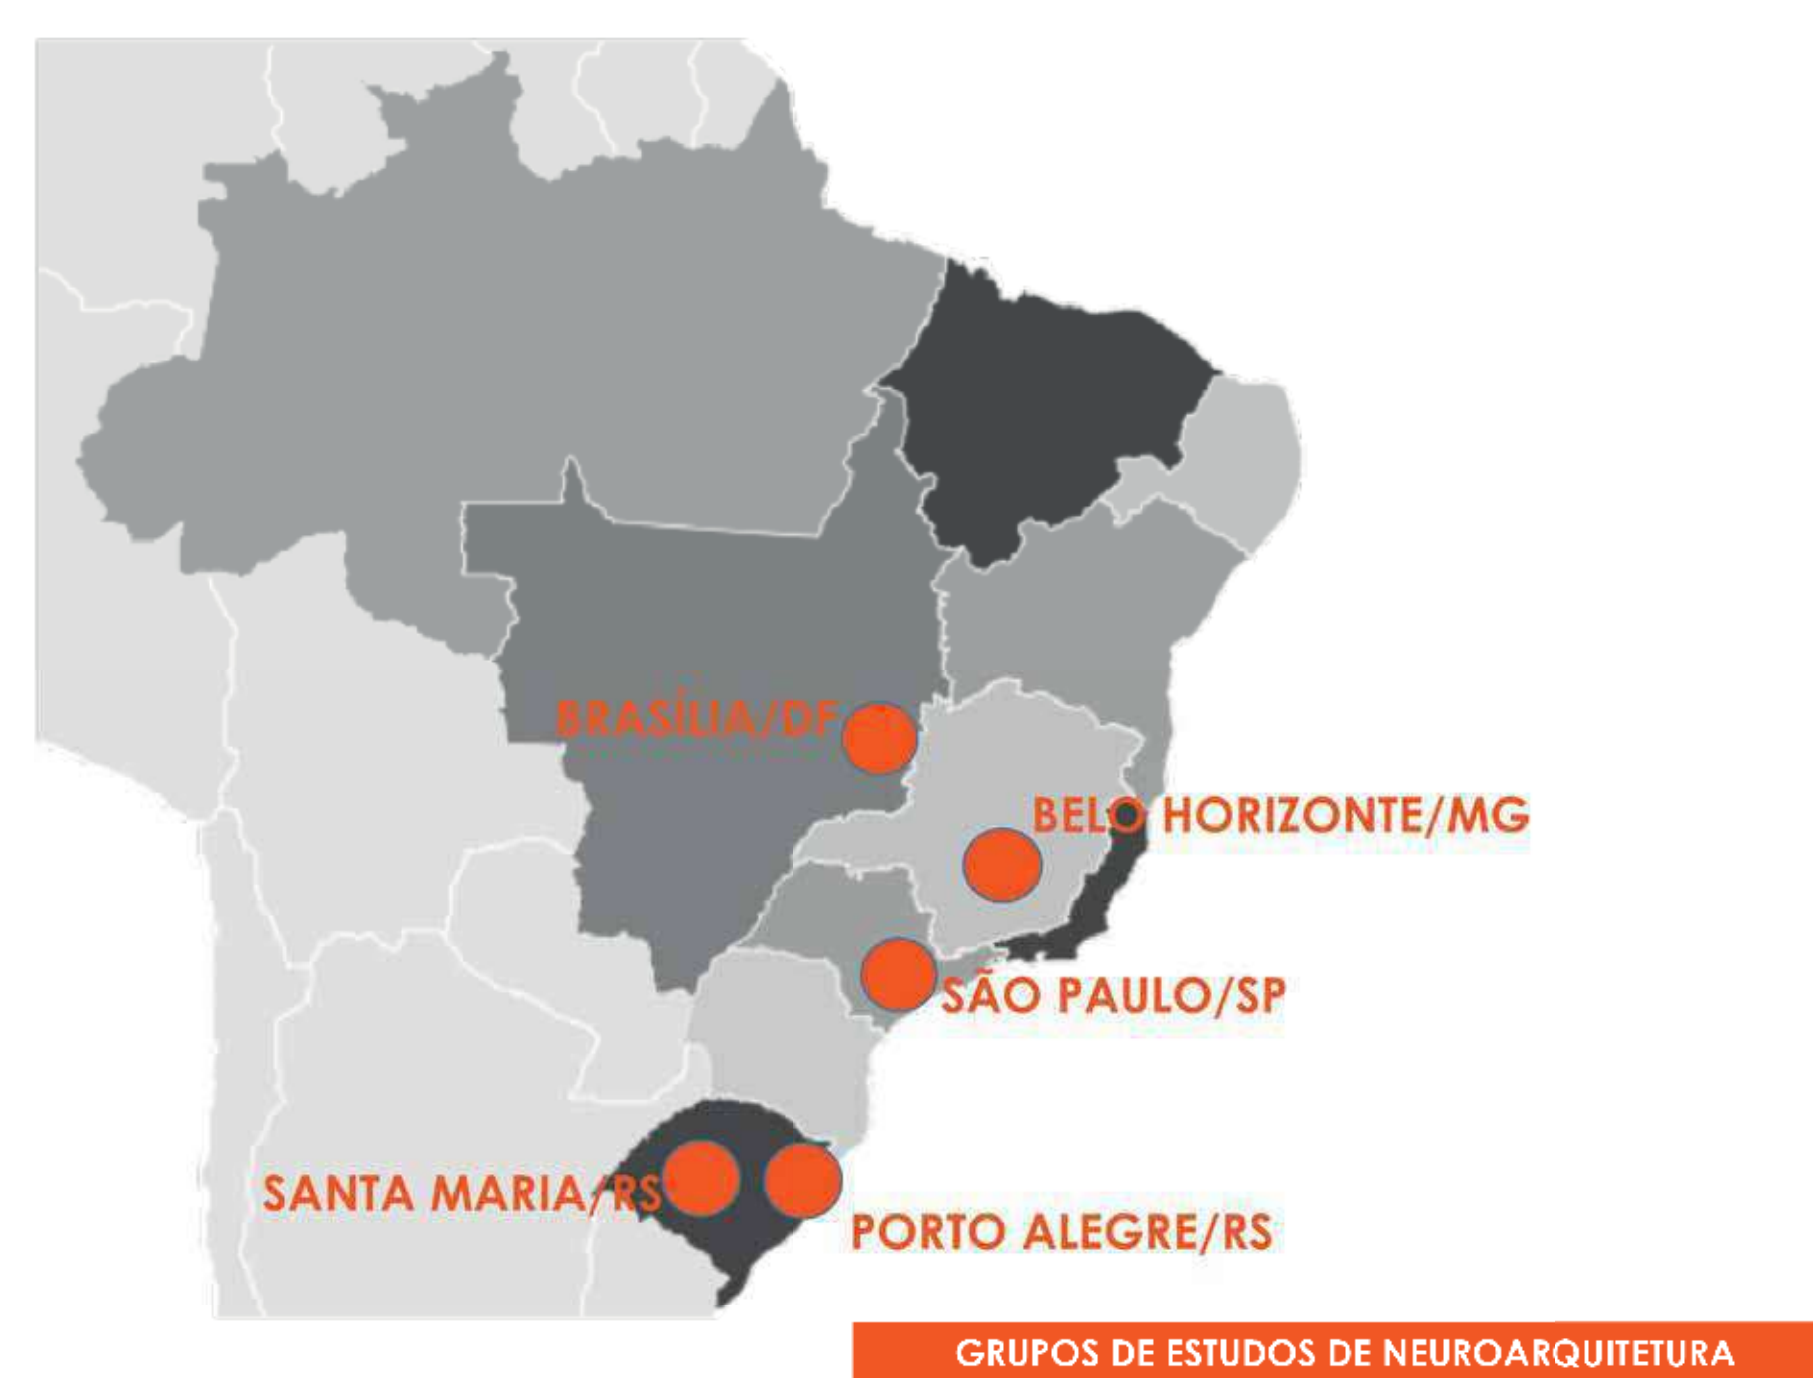 BRASÍLIA/DF
BELO HORIZONTE/MG
SÃO PAULO/SP
SANTA MARIA/RS
PORTO ALEGRE/RS
GRUPOS DE ESTUDOS DE NEUROARQUITETURA